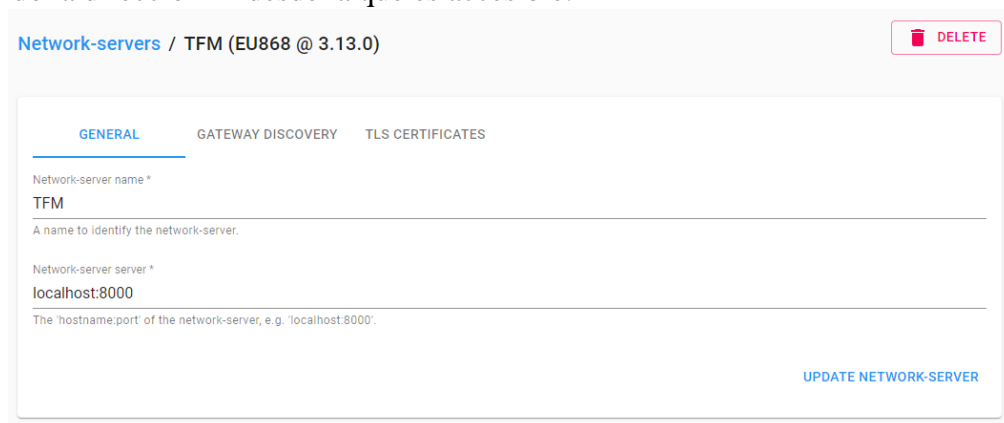 Network-servers / TFM (EU868 @ 3.13.0)
DELETE
GENERAL GATEWAY DISCOVERY TLS CERTIFICATES
Network-server name *
TFM
A name to identify the network-server.
Network-server server *
localhost:8000
The 'hostname:port' of the network-server, e.g. 'localhost:8000'.
UPDATE NETWORK-SERVER